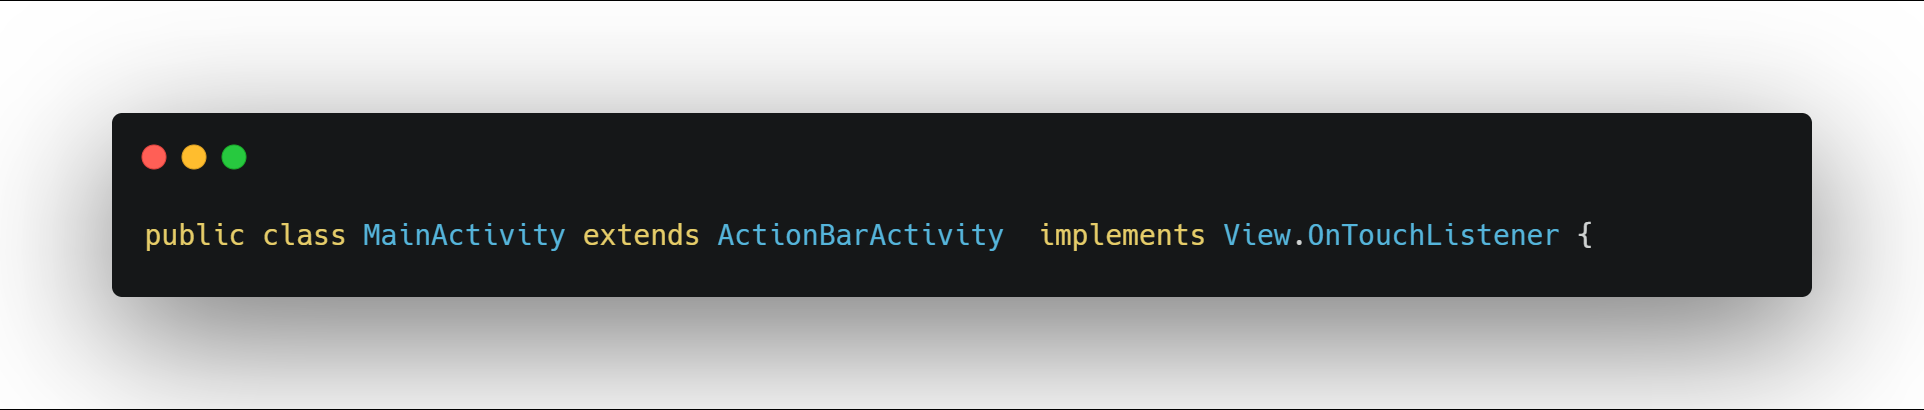 public class MainActivity extends ActionBarActivity  implements View.OnTouchListener {